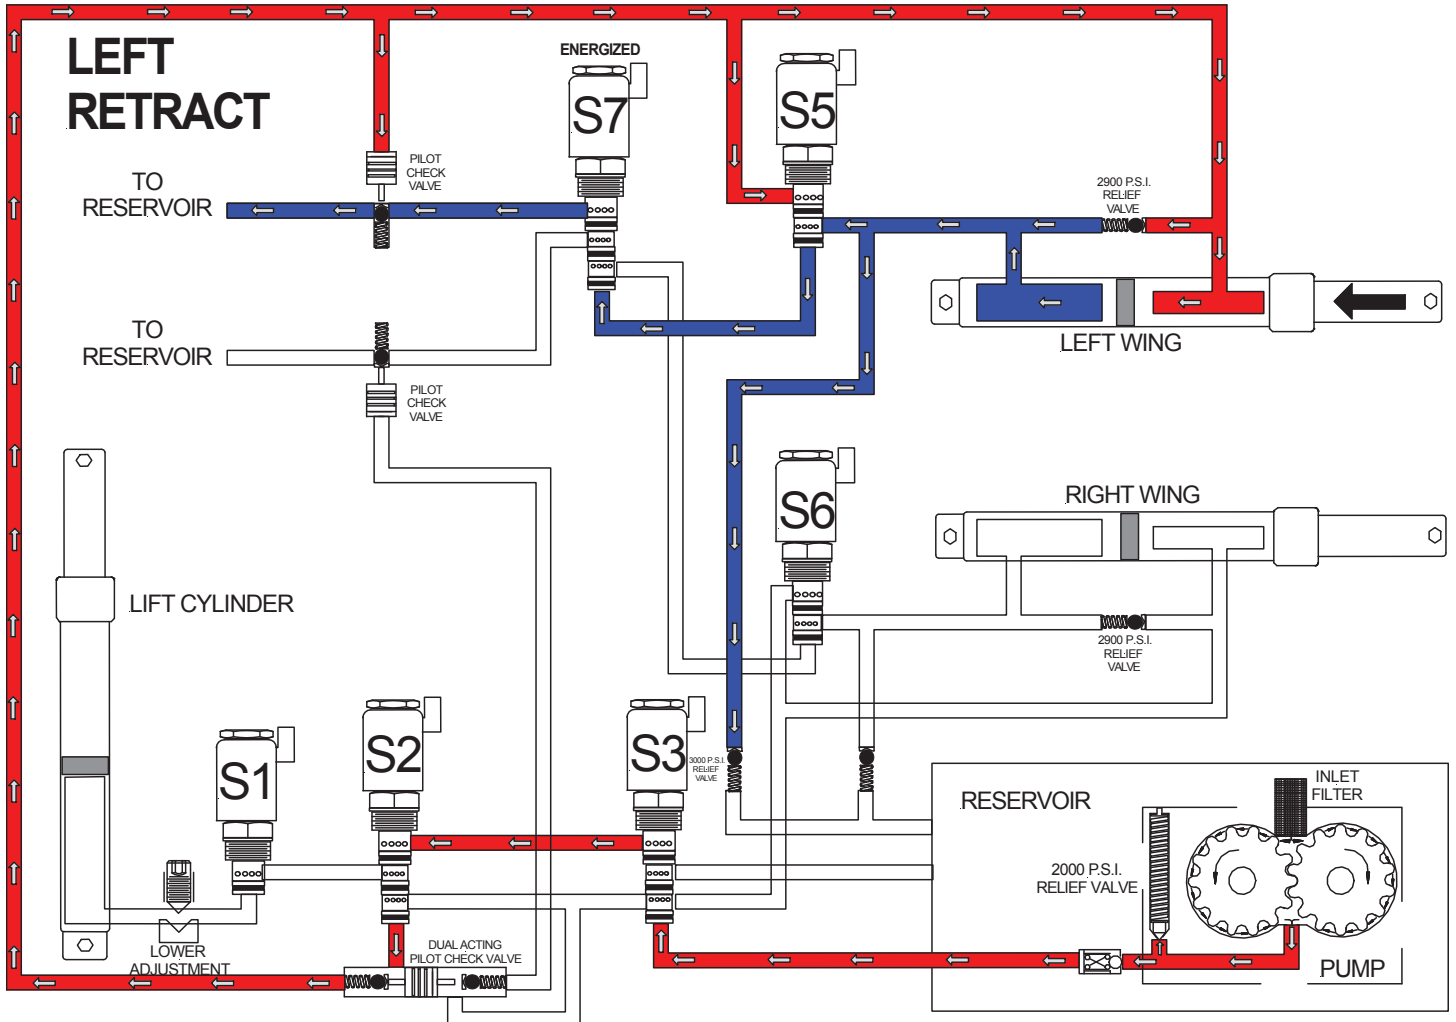 LEFT
RETRACT
ENERGIZED
S7
S5
PILOT
CHECK
VALVE
TO
RESERVOIR
2900 P.S.I.
RELIEF
VALVE
TO
RESERVOIR
LEFT WING
PILOT
CHECK
VALVE
S6
RIGHT WING
LIFT CYLINDER
2900 P.S.I.
RELIEF
VALVE
S1
S2
S3
3000 P.S.I.
RELIEF
VALVE
RESERVOIR
INLET
FILTER
2000 P.S.I.
RELIEF VALVE
LOWER
ADJUSTMENT
DUAL ACTING
PILOT CHECK VALVE
PUMP